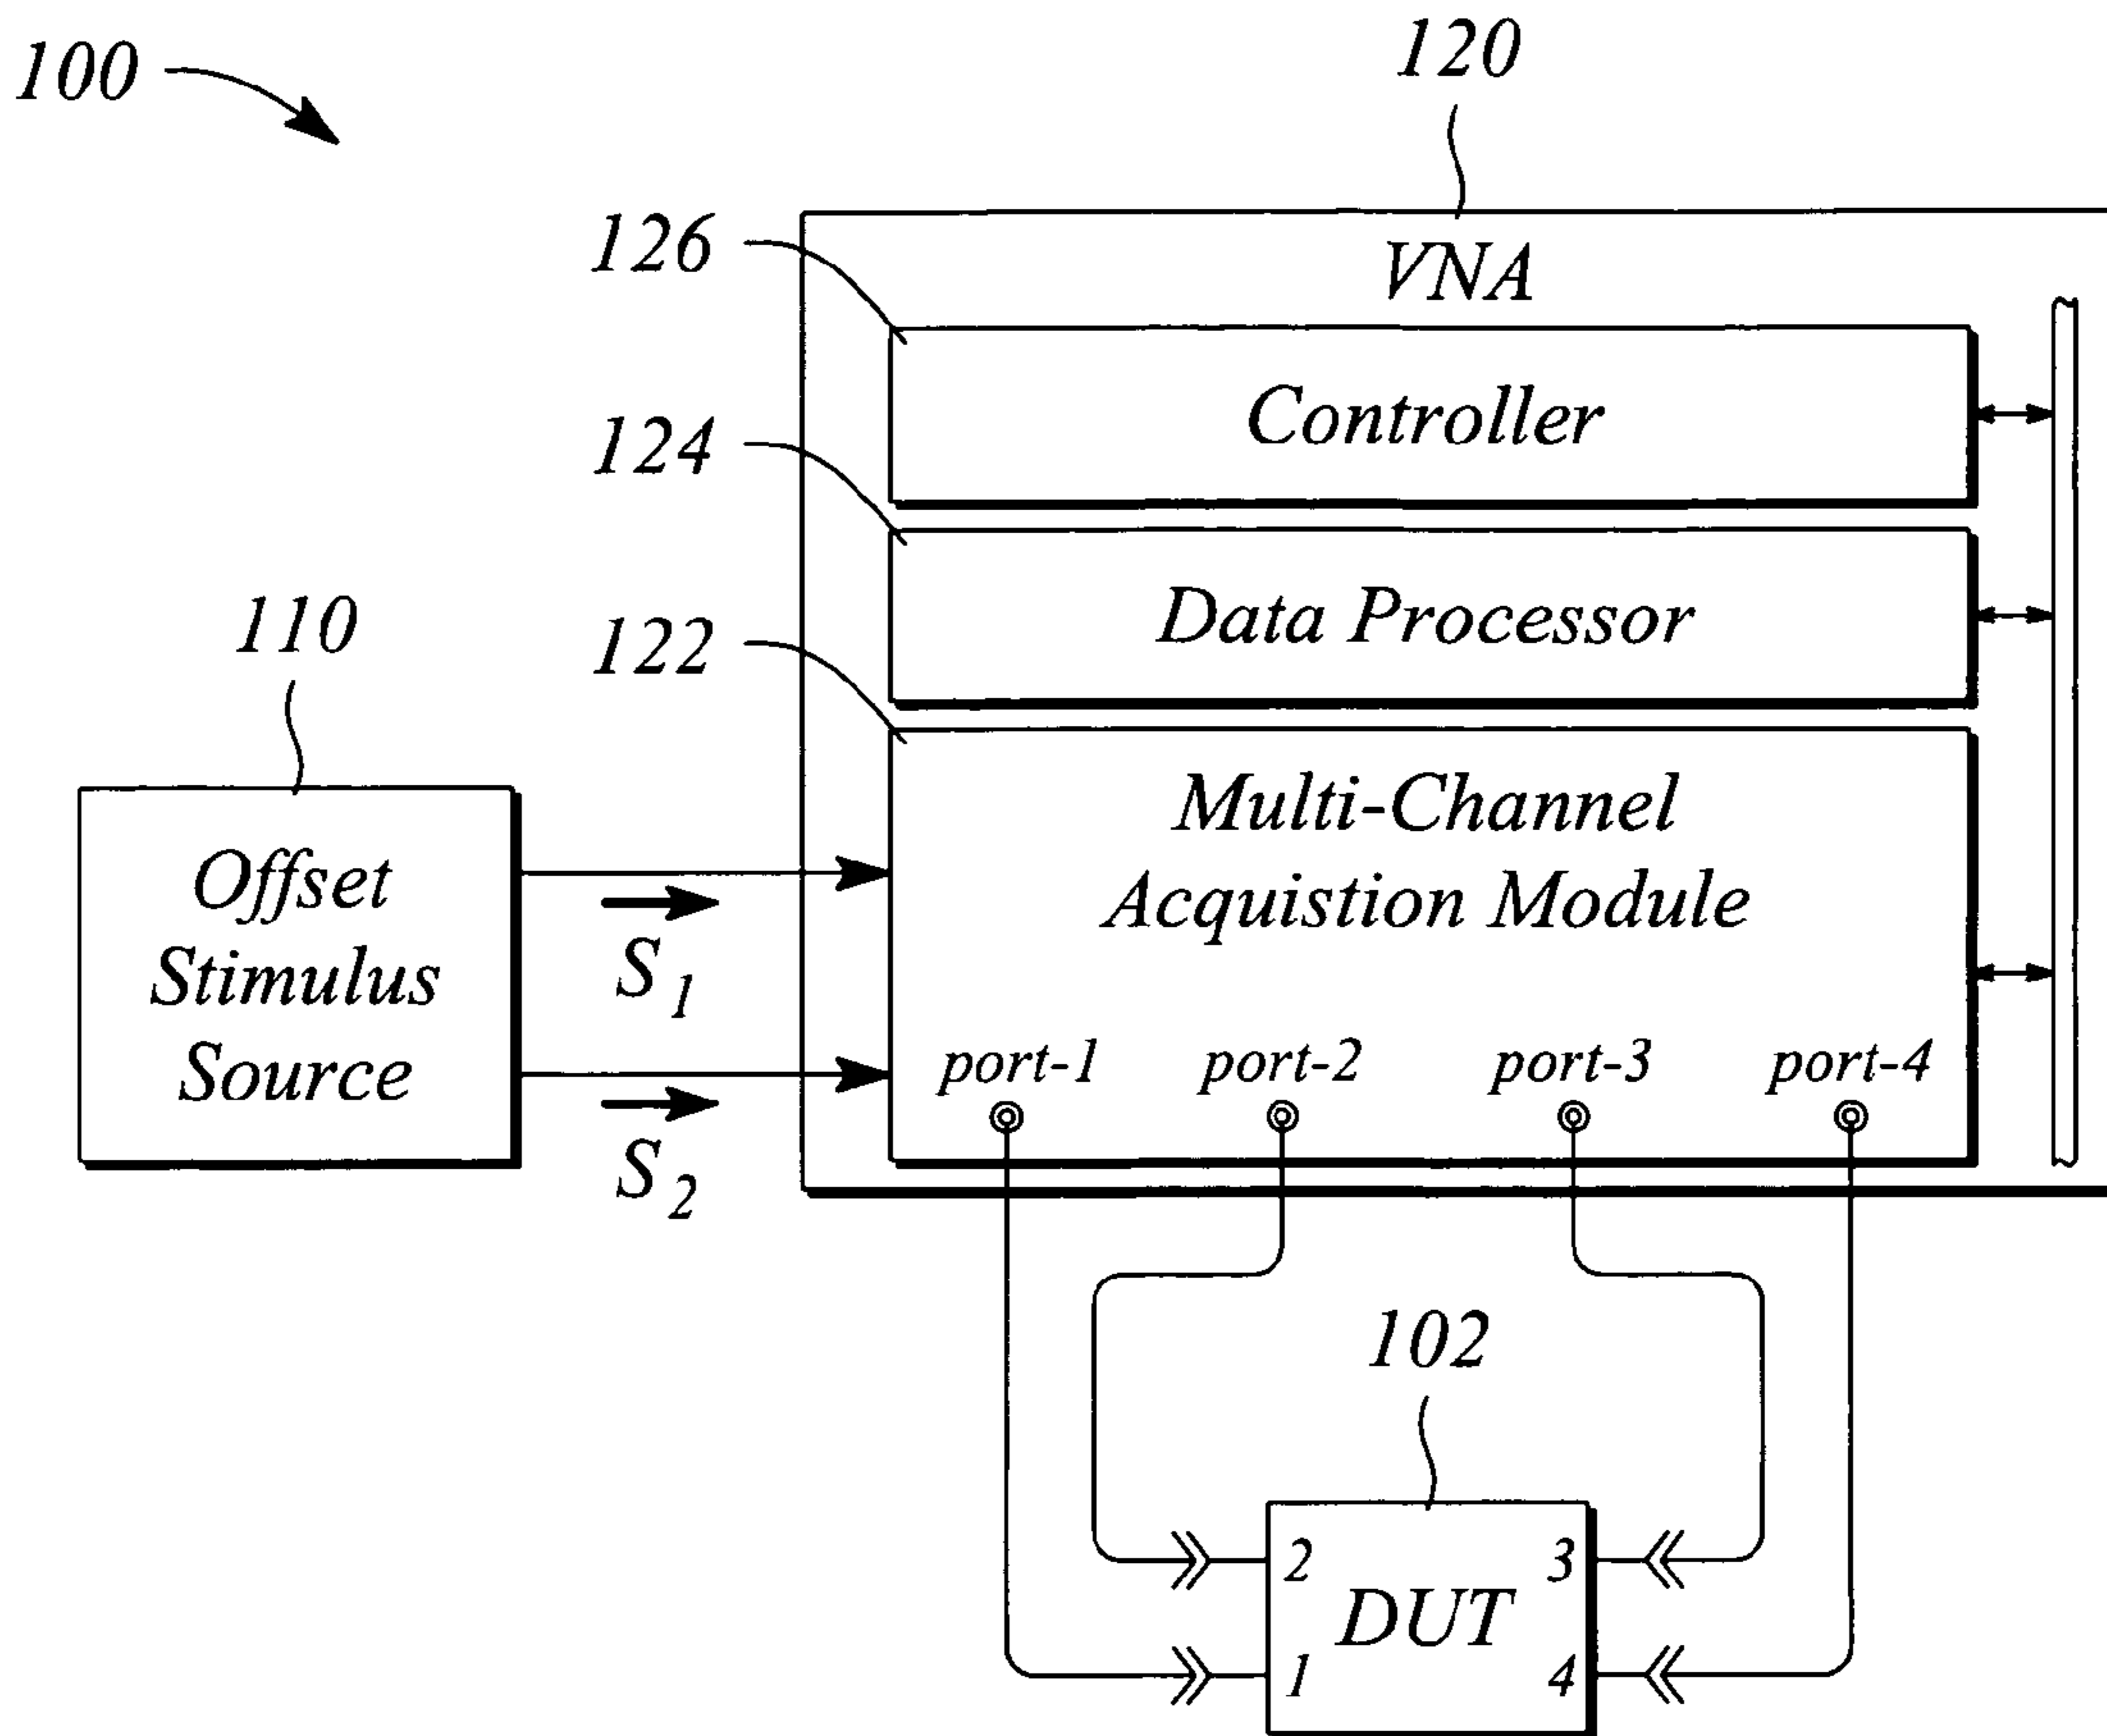 100
120
VNA
126
Controller
124
Data Processor
122
Multi-Channel
Acquistion Module
110
Offset
Stimulus
Source
S1
S2
port-1 port-2 port-3 port-4
102
2 3
DUT
1 4